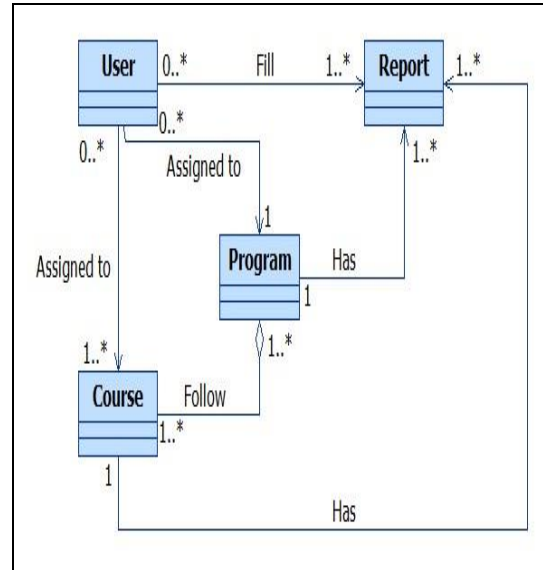 User 0..* Fill 1..* Report 1..*
0..* 0..* 1..*
Assigned to
1
Assigned to Program Has
1
1..* 1..*
Course Follow
1..*
1
Has